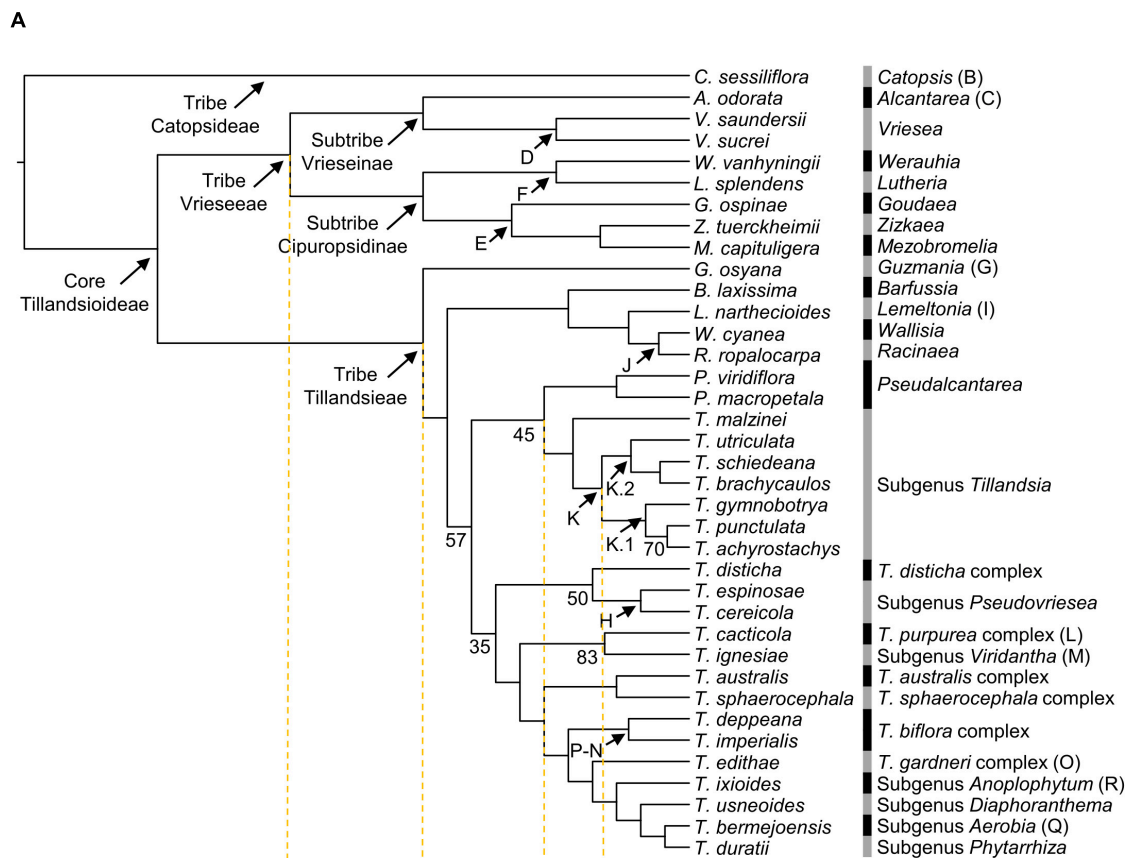 A
C. sessiliflora
Catopsis (B)
Tribe
Catopsideae
A. odorata
Alcantarea (C)
V. saundersii
Vriesea
V. sucrei
Subtribe
Vrieseinae
D
W. vanhyningii
Werauhia
Tribe
Vrieseeae
L. splendens
Lutheria
F
G. ospinae
Goudaea
Subtribe
Cipuropsidinae
Z. tuerckheimii
Zizkaea
E
M. capituligera
Mezobromelia
Core
Tillandsioideae
G. osyana
Guzmania (G)
B. laxissima
Barfussia
L. narthecioides
Lemeltonia (I)
W. cyanea
Wallisia
R. ropalocarpa
Racinaea
J
Tribe
Tillandsieae
P. viridiflora
Pseudalcantarea
P. macropetala
T. malzinei
45
T. utriculata
T. schiedeana
T. brachycaulos
Subgenus Tillandsia
K.2
T. gymnobotrya
K
T. punctulata
57
K.1
70
T. achyrostachys
T. disticha
T. disticha complex
50
T. espinosae
Subgenus Pseudovriesea
H
T. cereicola
T. cacticola
T. purpurea complex (L)
35
83
T. ignesiae
Subgenus Viridantha (M)
T. australis
T. australis complex
T. sphaerocephala
T. sphaerocephala complex
T. deppeana
T. biflora complex
P-N
T. imperialis
T. edithae
T. gardneri complex (O)
T. ixioides
Subgenus Anoplophytum (R)
T. usneoides
Subgenus Diaphoranthema
T. bermejoensis
Subgenus Aerobia (Q)
T. duratii
Subgenus Phytarrhiza